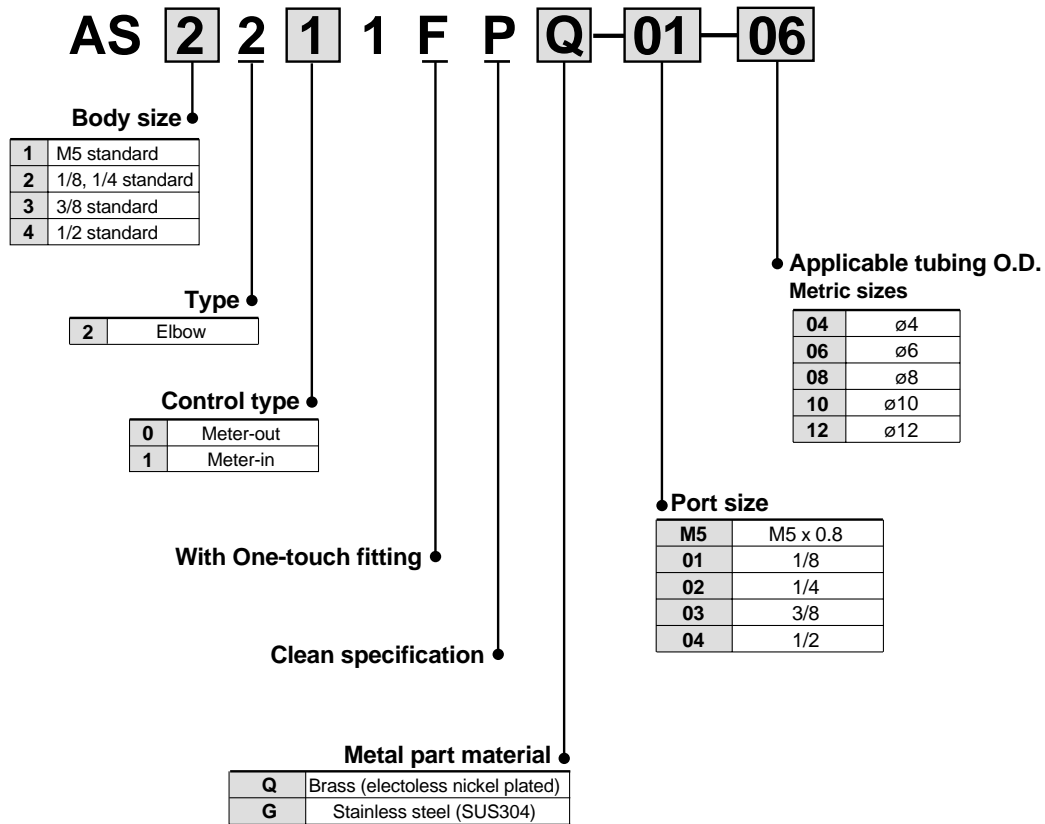 AS 2 2 1 1 F P Q–01–06
Body size
1 M5 standard
2 1/8, 1/4 standard
3 3/8 standard
4 1/2 standard
Type
2 Elbow
Control type
0 Meter-out
1 Meter-in
With One-touch fitting
Clean specification
Metal part material
Q Brass (electoless nickel plated)
G Stainless steel (SUS304)
Port size
M5 M5 x 0.8
01 1/8
02 1/4
03 3/8
04 1/2
Applicable tubing O.D.
Metric sizes
04 ø4
06 ø6
08 ø8
10 ø10
12 ø12